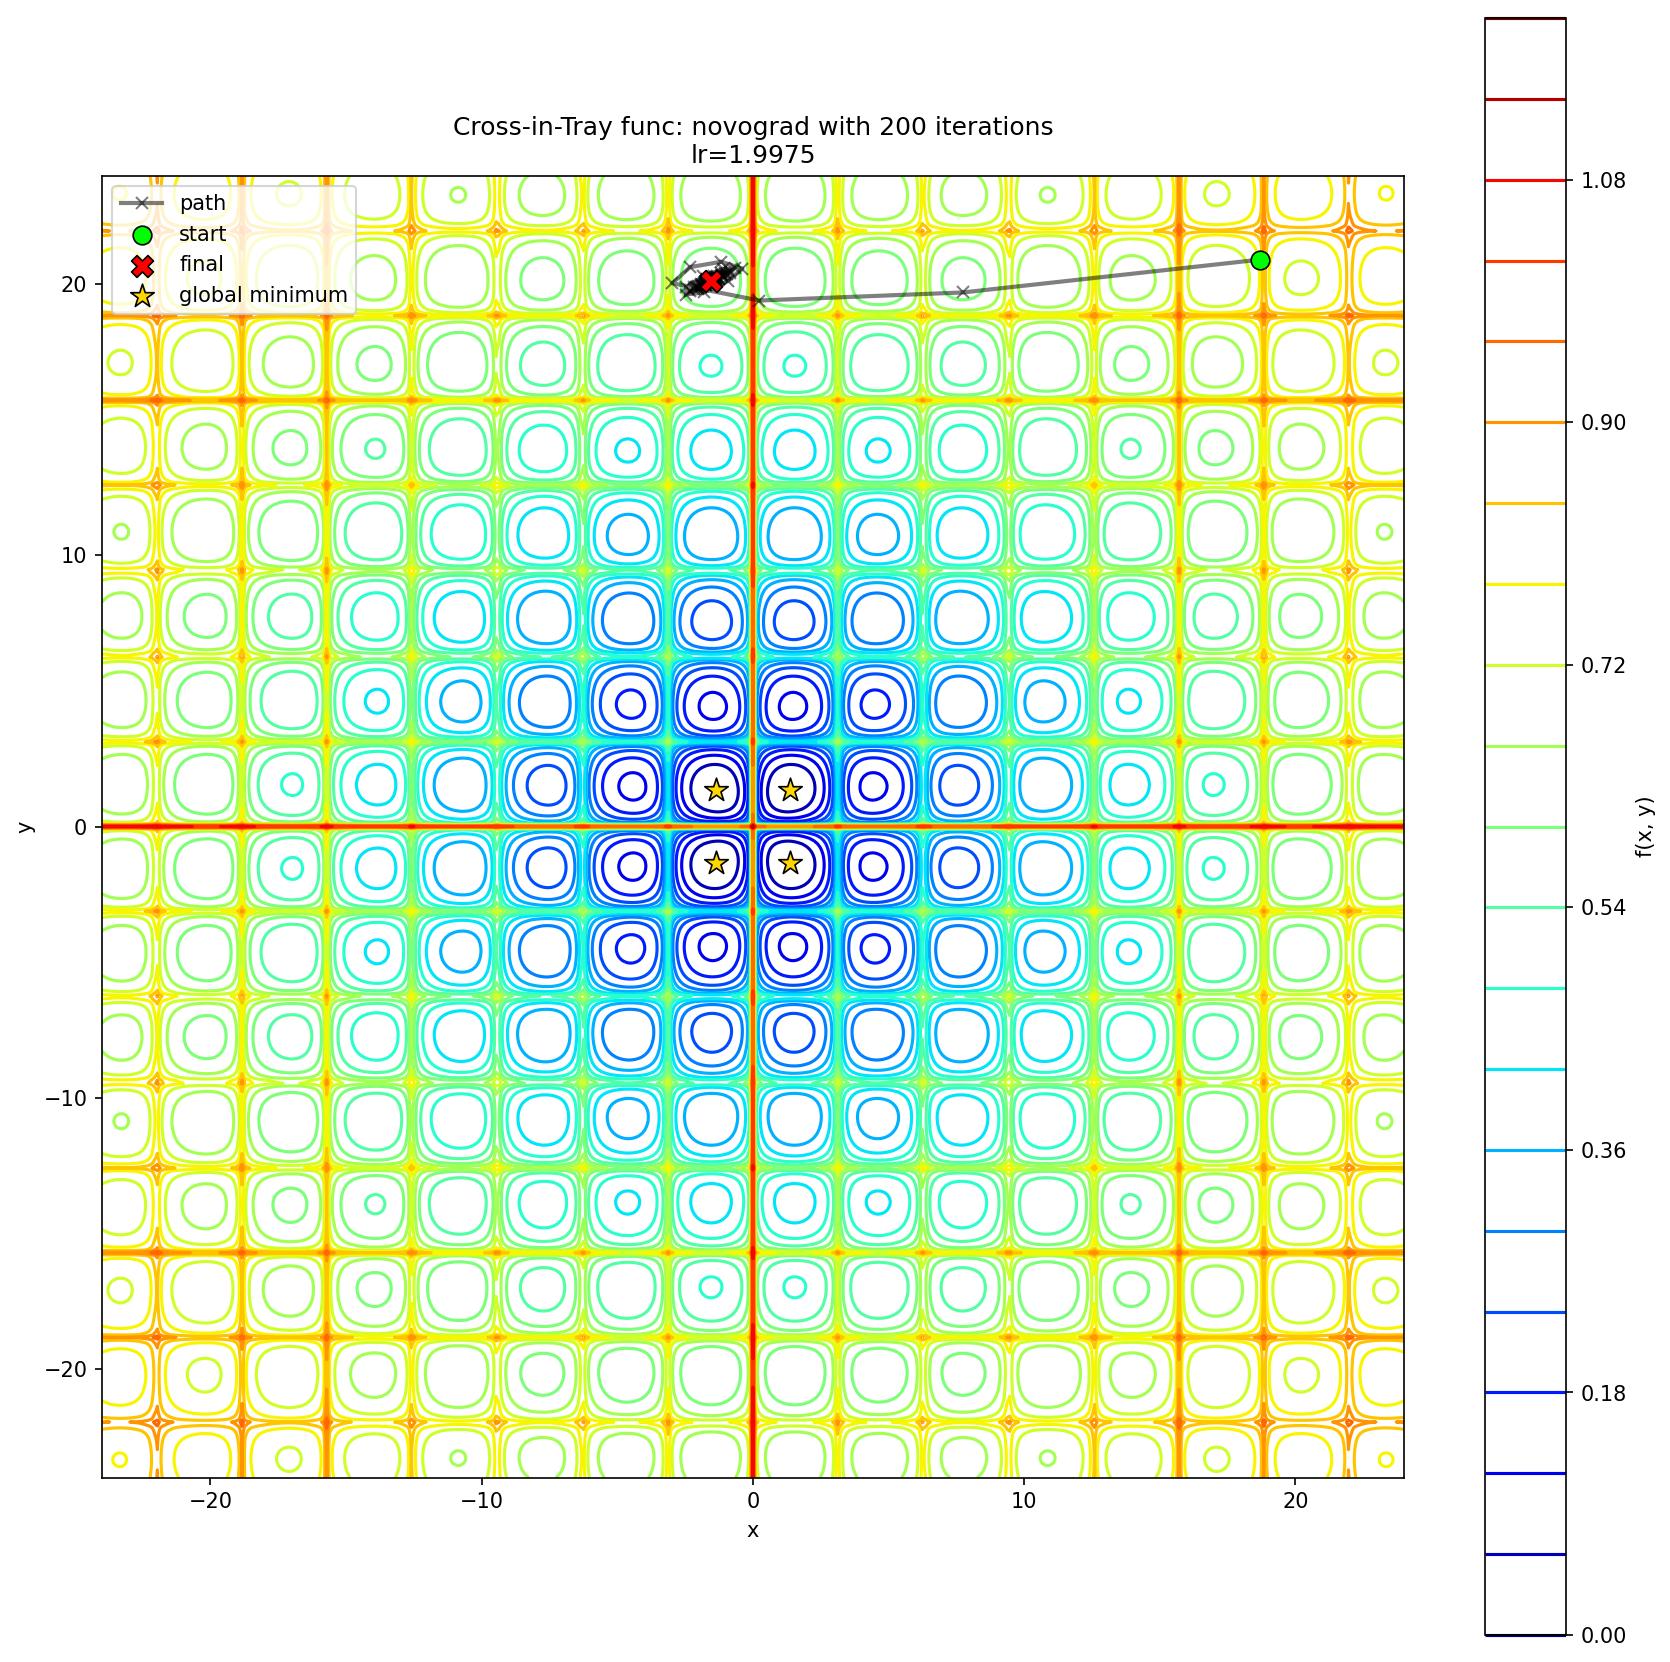 Cross-in-Tray func: novograd with 200 iterations
lr=1.9975
path
start
final
global minimum
20
10
0
−10
−20
y
−20
−10
0
10
20
x
1.08
0.90
0.72
0.54
0.36
0.18
0.00
f(x, y)